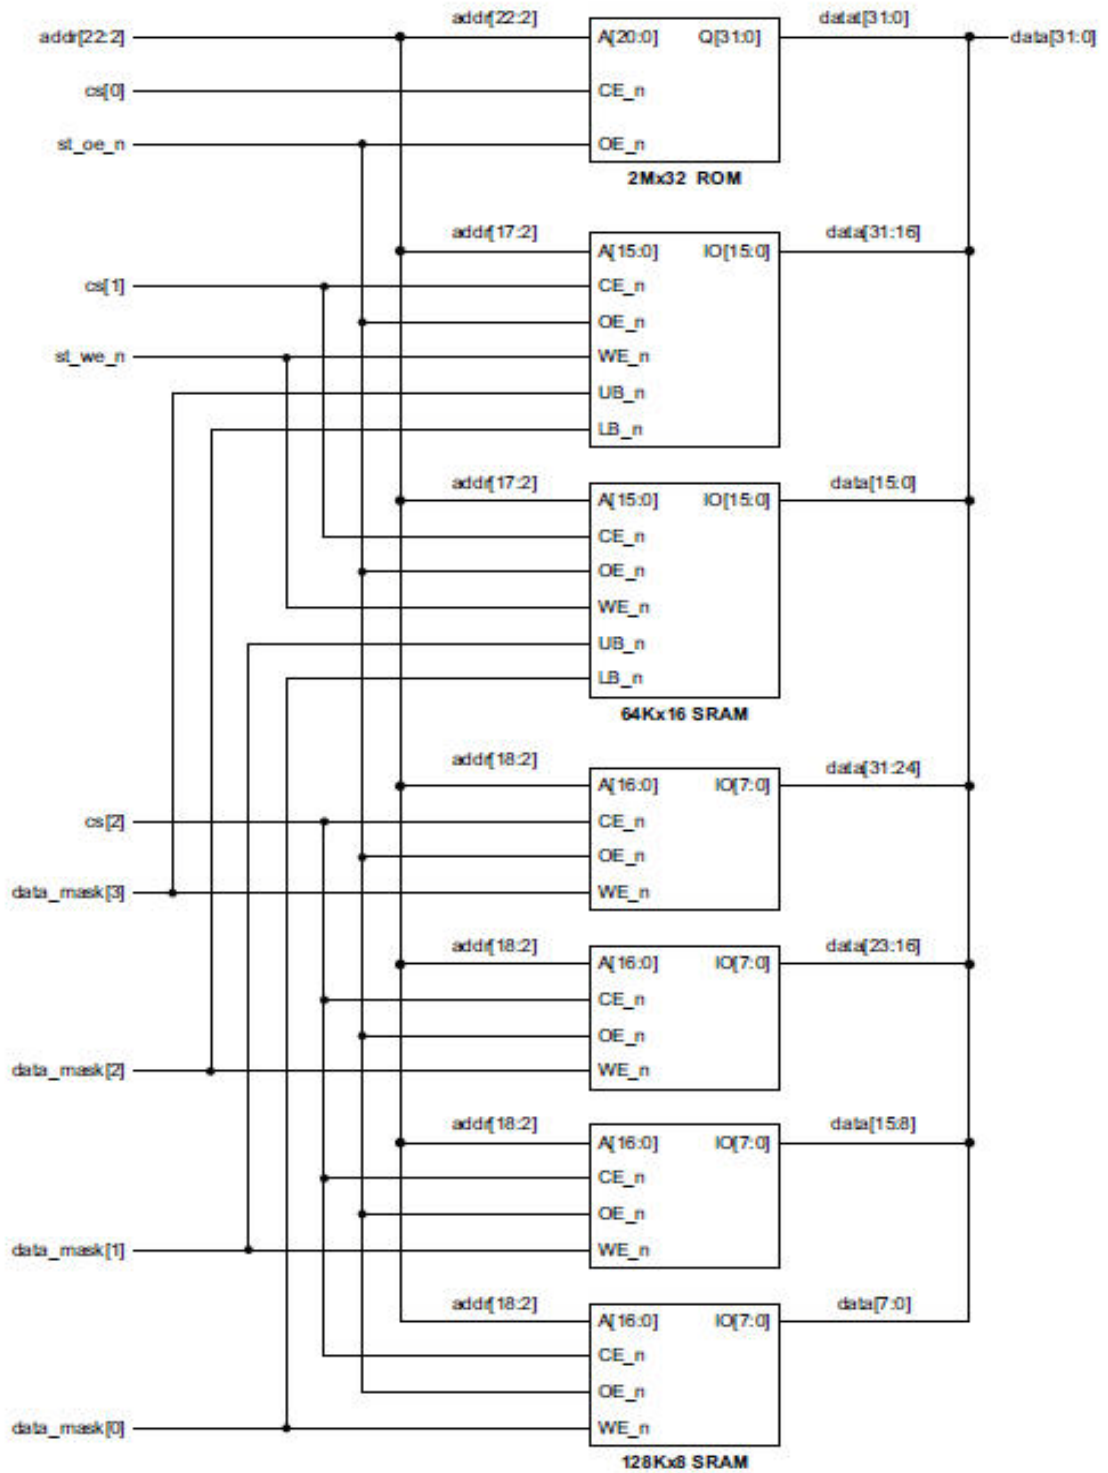 addr[22:2]
datat[31:0]
addr[22:2]
A[20:0]
Q[31:0]
data[31:0]
cs[0]
CE_n
st_oe_n
OE_n
2Mx32 ROM
addr[17:2]
data[31:16]
A[15:0]
IO[15:0]
cs[1]
CE_n
OE_n
st_we_n
WE_n
UB_n
LB_n
addr[17:2]
data[15:0]
A[15:0]
IO[15:0]
CE_n
OE_n
WE_n
UB_n
LB_n
64Kx16 SRAM
addr[18:2]
data[31:24]
A[16:0]
IO[7:0]
cs[2]
CE_n
OE_n
data_mask[3]
WE_n
addr[18:2]
data[23:16]
A[16:0]
IO[7:0]
CE_n
OE_n
data_mask[2]
WE_n
addr[18:2]
data[15:8]
A[16:0]
IO[7:0]
CE_n
OE_n
data_mask[1]
WE_n
addr[18:2]
data[7:0]
A[16:0]
IO[7:0]
CE_n
OE_n
data_mask[0]
WE_n
128Kx8 SRAM